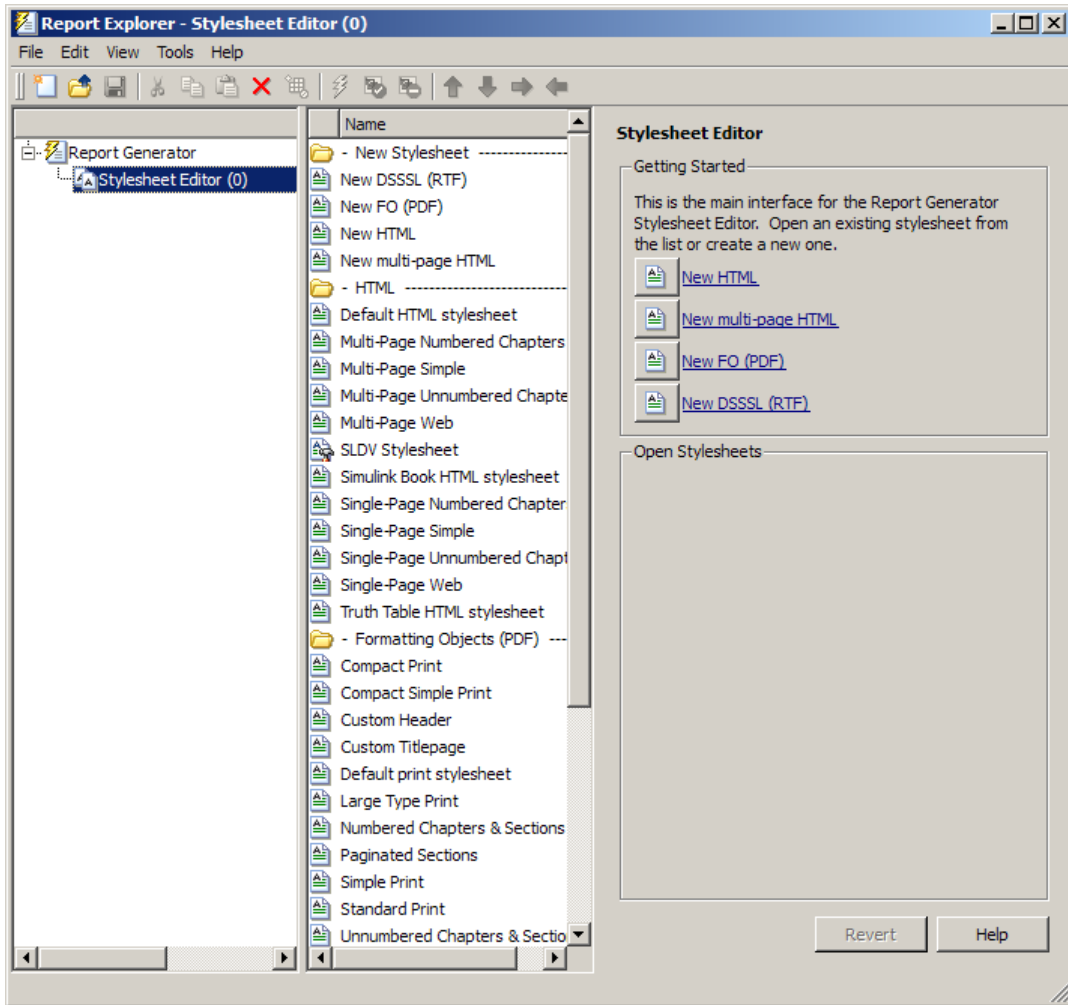 Report Explorer - Stylesheet Editor (0)
File Edit View Tools Help
Report Generator
Stylesheet Editor (0)
Name
- New Stylesheet ---------------
New DSSSL (RTF)
New FO (PDF)
New HTML
New multi-page HTML
- HTML ---------------------------
Default HTML stylesheet
Multi-Page Numbered Chapters
Multi-Page Simple
Multi-Page Unnumbered Chapte
Multi-Page Web
SLDV Stylesheet
Simulink Book HTML stylesheet
Single-Page Numbered Chapter
Single-Page Simple
Single-Page Unnumbered Chapt
Single-Page Web
Truth Table HTML stylesheet
- Formatting Objects (PDF) ---
Compact Print
Compact Simple Print
Custom Header
Custom Titlepage
Default print stylesheet
Large Type Print
Numbered Chapters & Sections
Paginated Sections
Simple Print
Standard Print
Unnumbered Chapters & Sectio
Stylesheet Editor
Getting Started
This is the main interface for the Report Generator
Stylesheet Editor. Open an existing stylesheet from
the list or create a new one.
New HTML
New multi-page HTML
New FO (PDF)
New DSSSL (RTF)
Open Stylesheets
Revert Help